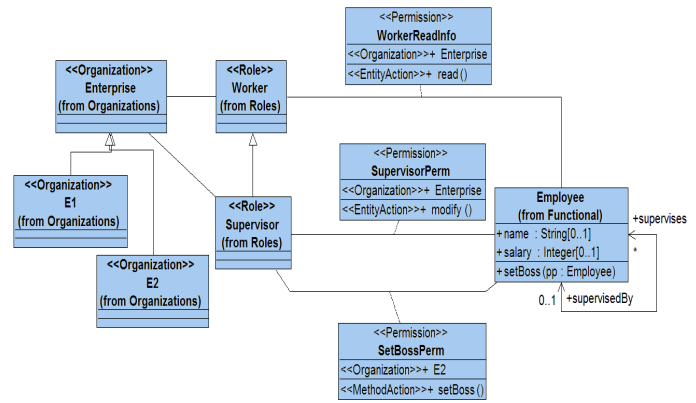 <<Permission>>
WorkerReadInfo
<<Organization>>+ Enterprise
<<EntityAction>>+ read ()
<<Organization>>
Enterprise
(from Organizations)
<<Role>>
Worker
(from Roles)
<<Permission>>
SupervisorPerm
<<Organization>>+ Enterprise
<<EntityAction>>+ modify ()
<<Organization>>
E1
(from Organizations)
<<Role>>
Supervisor
(from Roles)
Employee
(from Functional)
+ name : String[0..1]
+ salary : Integer[0..1]
+ setBoss (pp : Employee)
+supervises
*
0..1
+supervisedBy
<<Organization>>
E2
(from Organizations)
<<Permission>>
SetBossPerm
<<Organization>>+ E2
<<MethodAction>>+ setBoss ()